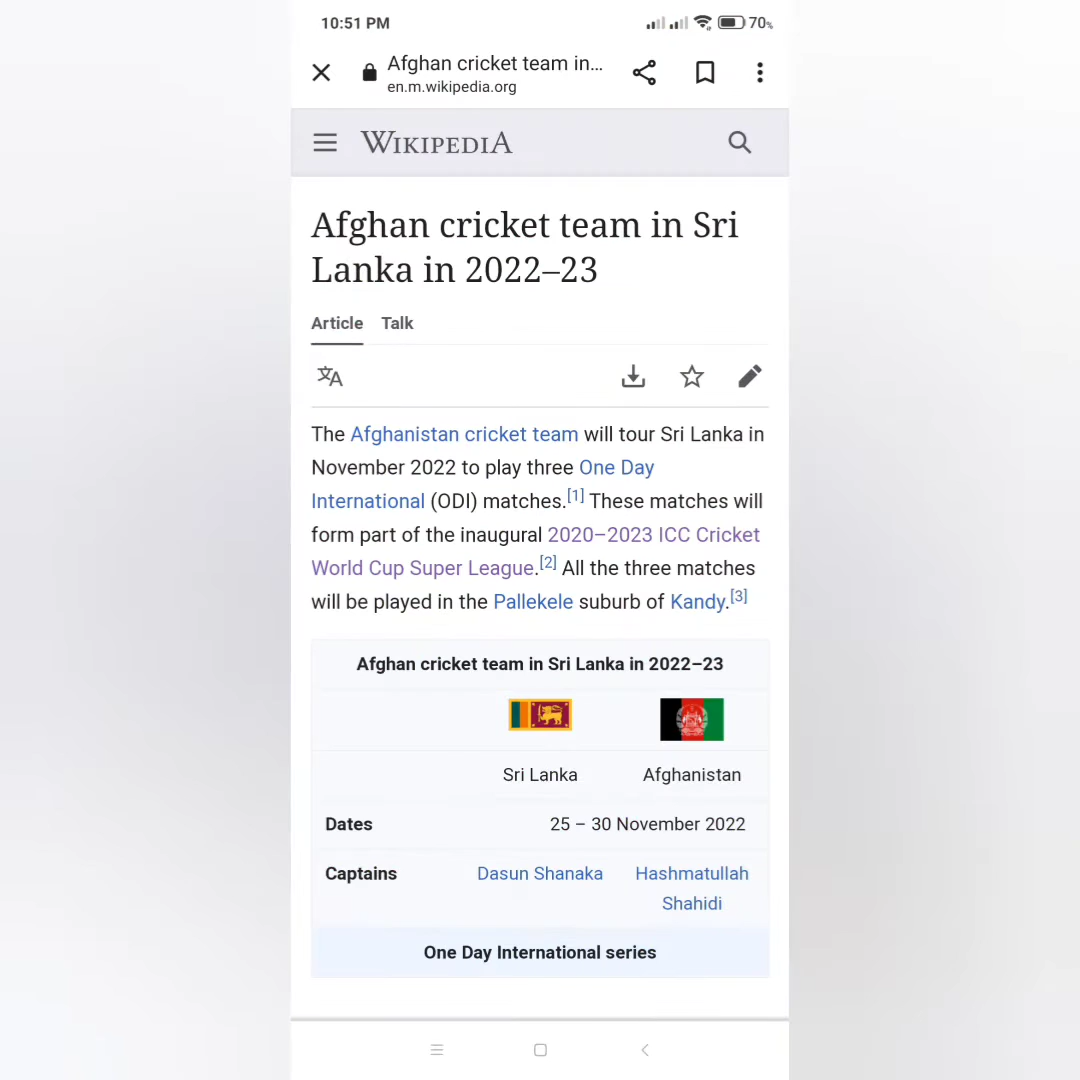 10:51 PM
70%
Afghan cricket team in...
en.m.wikipedia.org
WIKIPEDIA
Afghan cricket team in Sri
Lanka in 2022–23
Article Talk
The Afghanistan cricket team will tour Sri Lanka in
November 2022 to play three One Day
International (ODI) matches.[1] These matches will
form part of the inaugural 2020–2023 ICC Cricket
World Cup Super League.[2] All the three matches
will be played in the Pallekele suburb of Kandy.[3]
Afghan cricket team in Sri Lanka in 2022–23
Sri Lanka Afghanistan
Dates 25 – 30 November 2022
Captains Dasun Shanaka Hashmatullah
Shahidi
One Day International series